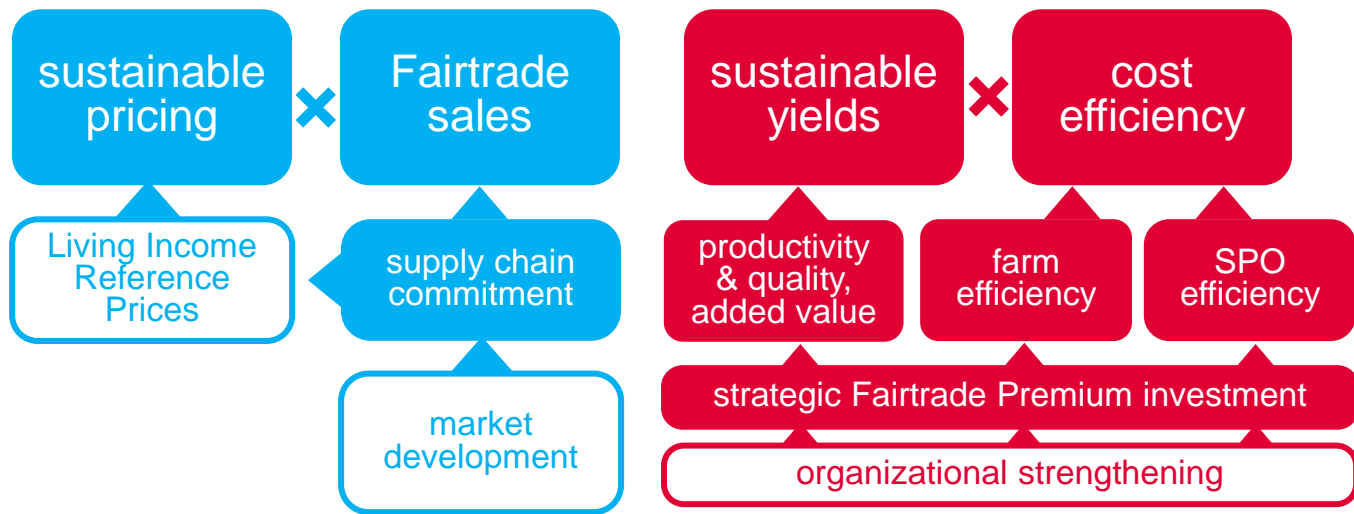 sustainable
pricing
×
Fairtrade
sales
sustainable
yields
×
cost
efficiency
Living Income
Reference
Prices
supply chain
commitment
productivity
& quality,
added value
farm
efficiency
SPO
efficiency
strategic Fairtrade Premium investment
market
development
organizational strengthening